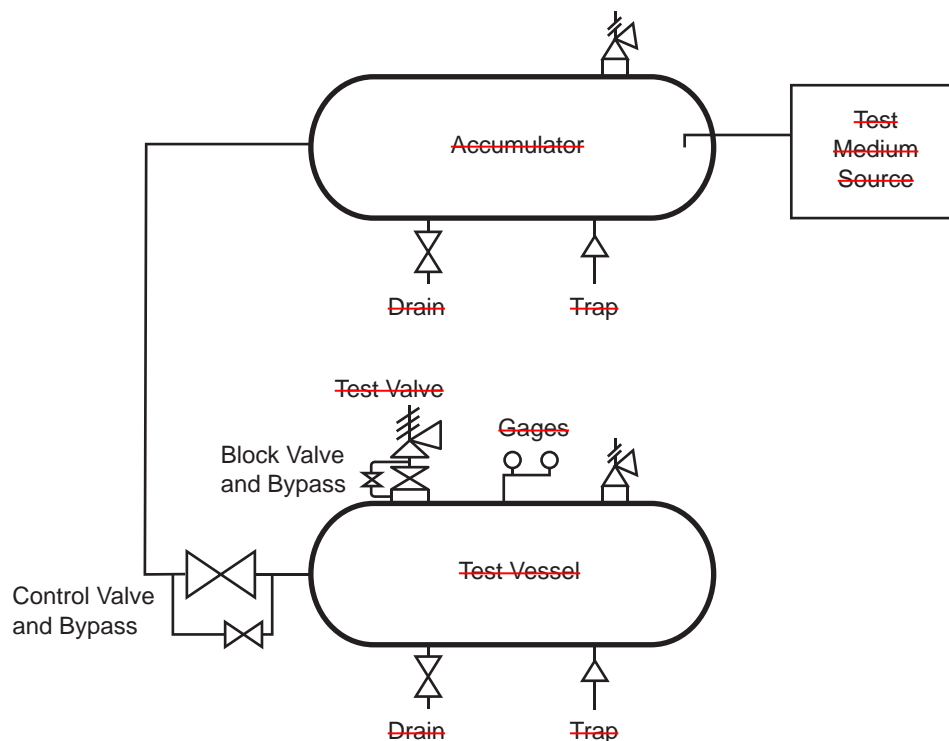 Accumulator
Test
Medium
Source
Drain
Trap
Test Valve
Gages
Block Valve
and Bypass
Test Vessel
Control Valve
and Bypass
Drain
Trap